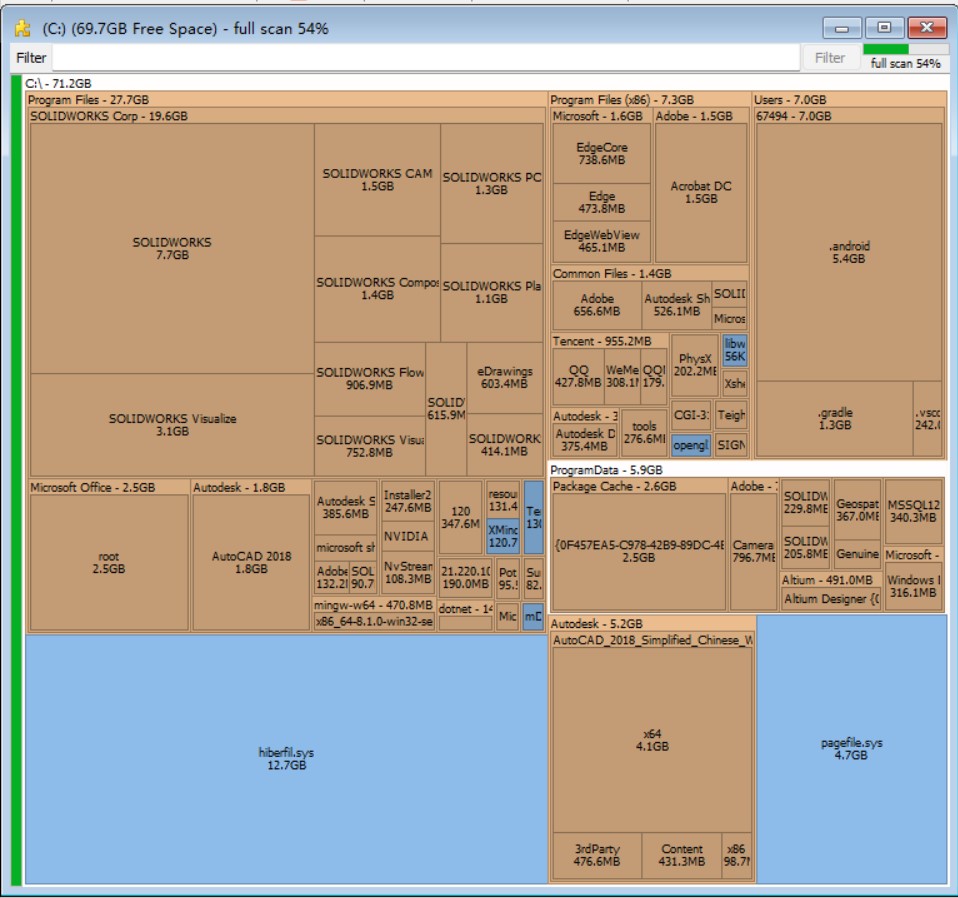 (C:) (69.7GB Free Space) - full scan 54%
Filter
Filter
full scan 54%
C:\ - 71.2GB
Program Files - 27.7GB
SOLIDWORKS Corp - 19.6GB
SOLIDWORKS
7.7GB
SOLIDWORKS Visualize
3.1GB
SOLIDWORKS CAM
1.5GB
SOLIDWORKS PC
1.3GB
SOLIDWORKS Compos
1.4GB
SOLIDWORKS Pla
1.1GB
SOLIDWORKS Flow
906.9MB
SOLIDWORKS Visua
752.8MB
SOLID
615.9M
eDrawings
603.4MB
SOLIDWORK
414.1MB
Microsoft Office - 2.5GB
root
2.5GB
Autodesk - 1.8GB
AutoCAD 2018
1.8GB
Autodesk S
385.6MB
microsoft sh
Adobe
132.2
SOL
90.7
mingw-w64 - 470.8MB
x86_64-8.1.0-win32-se
Installer2
247.6MB
NVIDIA
NvStream
108.3MB
120
347.6M
21.220.10
190.0MB
dotnet - 14
resou
131.4
XMind
120.7
Te
130
Pot
95.5
Su
82.
Mic
mD
hiberfil.sys
12.7GB
Program Files (x86) - 7.3GB
Microsoft - 1.6GB
EdgeCore
738.6MB
Edge
473.8MB
EdgeWebView
465.1MB
Adobe - 1.5GB
Acrobat DC
1.5GB
Common Files - 1.4GB
Adobe
656.6MB
Autodesk Sh
526.1MB
SOLI
Micros
Tencent - 955.2MB
QQ
427.8MB
WeMe
308.1
QQ
179.
PhysX
202.2ME
libw
56K
Xshe
Autodesk - 3
Autodesk D
375.4MB
tools
276.6M
CGI-3
Teigh
opengl
SIGN
Users - 7.0GB
67494 - 7.0GB
.android
5.4GB
.gradle
1.3GB
.vsco
242.0
ProgramData - 5.9GB
Package Cache - 2.6GB
{0F457EA5-C978-42B9-89DC-4E
2.5GB
Adobe -
Camera
796.7ME
SOLIDW
229.8ME
SOLIDW
205.8ME
Geospat
367.0ME
Genuine
MSSQL12
340.3MB
Microsoft -
Windows
316.1MB
Altium - 491.0MB
Altium Designer {
Autodesk - 5.2GB
AutoCAD_2018_Simplified_Chinese_W
x64
4.1GB
3rdParty
476.6MB
Content
431.3MB
x86
98.7
pagefile.sys
4.7GB